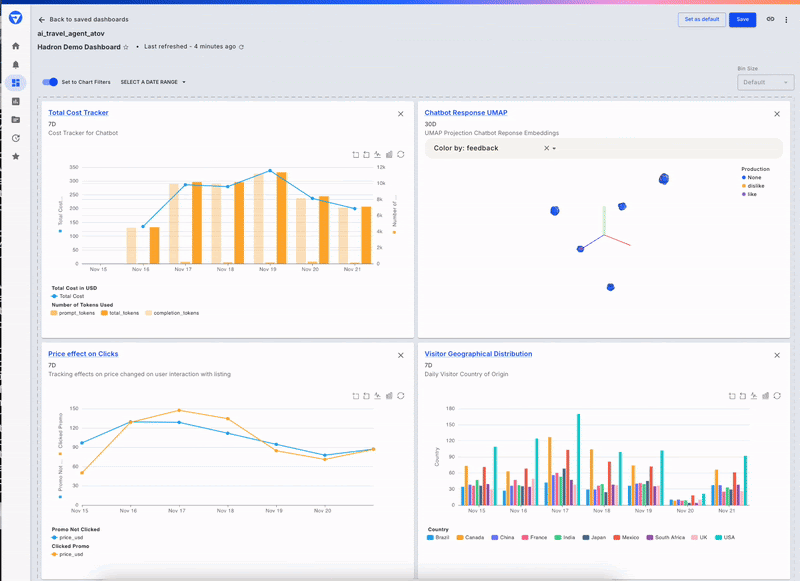 Back to saved dashboards
Set as default
Save
ai_travel_agent_atov
Hadron Demo Dashboard • Last refreshed - 4 minutes ago
Set to Chart Filters
SELECT A DATE RANGE
Bin Size
Default
Total Cost Tracker
7D
Cost Tracker for Chatbot
Total Cost...
350
300
250
200
150
100
50
0
12k
10k
8k
6k
4k
2k
0
Number of ...
Nov 15 Nov 16 Nov 17 Nov 18 Nov 19 Nov 20 Nov 21
Total Cost in USD
Total Cost
Number of Tokens Used
prompt_tokens total_tokens completion_tokens
Chatbot Response UMAP
30D
UMAP Projection Chatbot Reponse Embeddings
Color by: feedback
Production
None
dislike
like
Price effect on Clicks
7D
Tracking effects on price changed on user interaction with listing
Clicked Promo
Promo Not ...
150
120
90
60
30
0
Nov 15 Nov 16 Nov 17 Nov 18 Nov 19 Nov 20
Promo Not Clicked
price_usd
Clicked Promo
price_usd
Visitor Geographical Distribution
7D
Daily Visitor Country of Origin
Country
180
150
120
90
60
30
0
Nov 15 Nov 16 Nov 17 Nov 18 Nov 19 Nov 20 Nov 21
Country
Brazil Canada China France India Japan Mexico South Africa UK USA